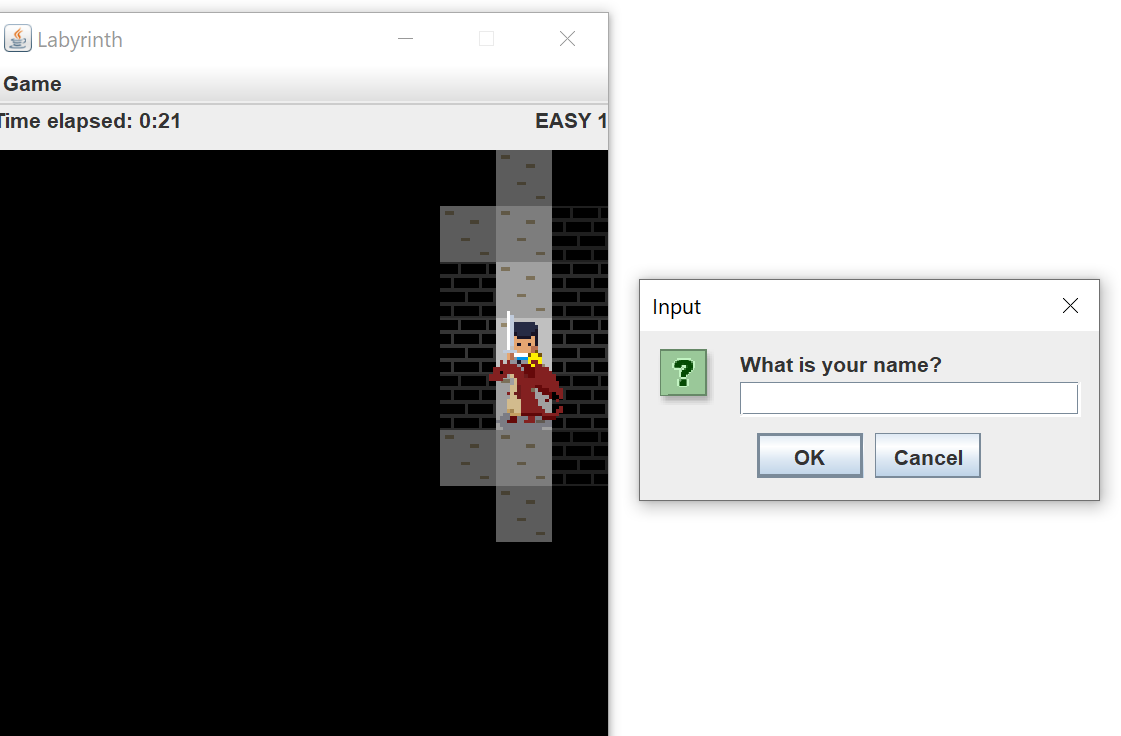 Labyrinth
Game
Time elapsed: 0:21
EASY 1
Input
What is your name?
OK
Cancel